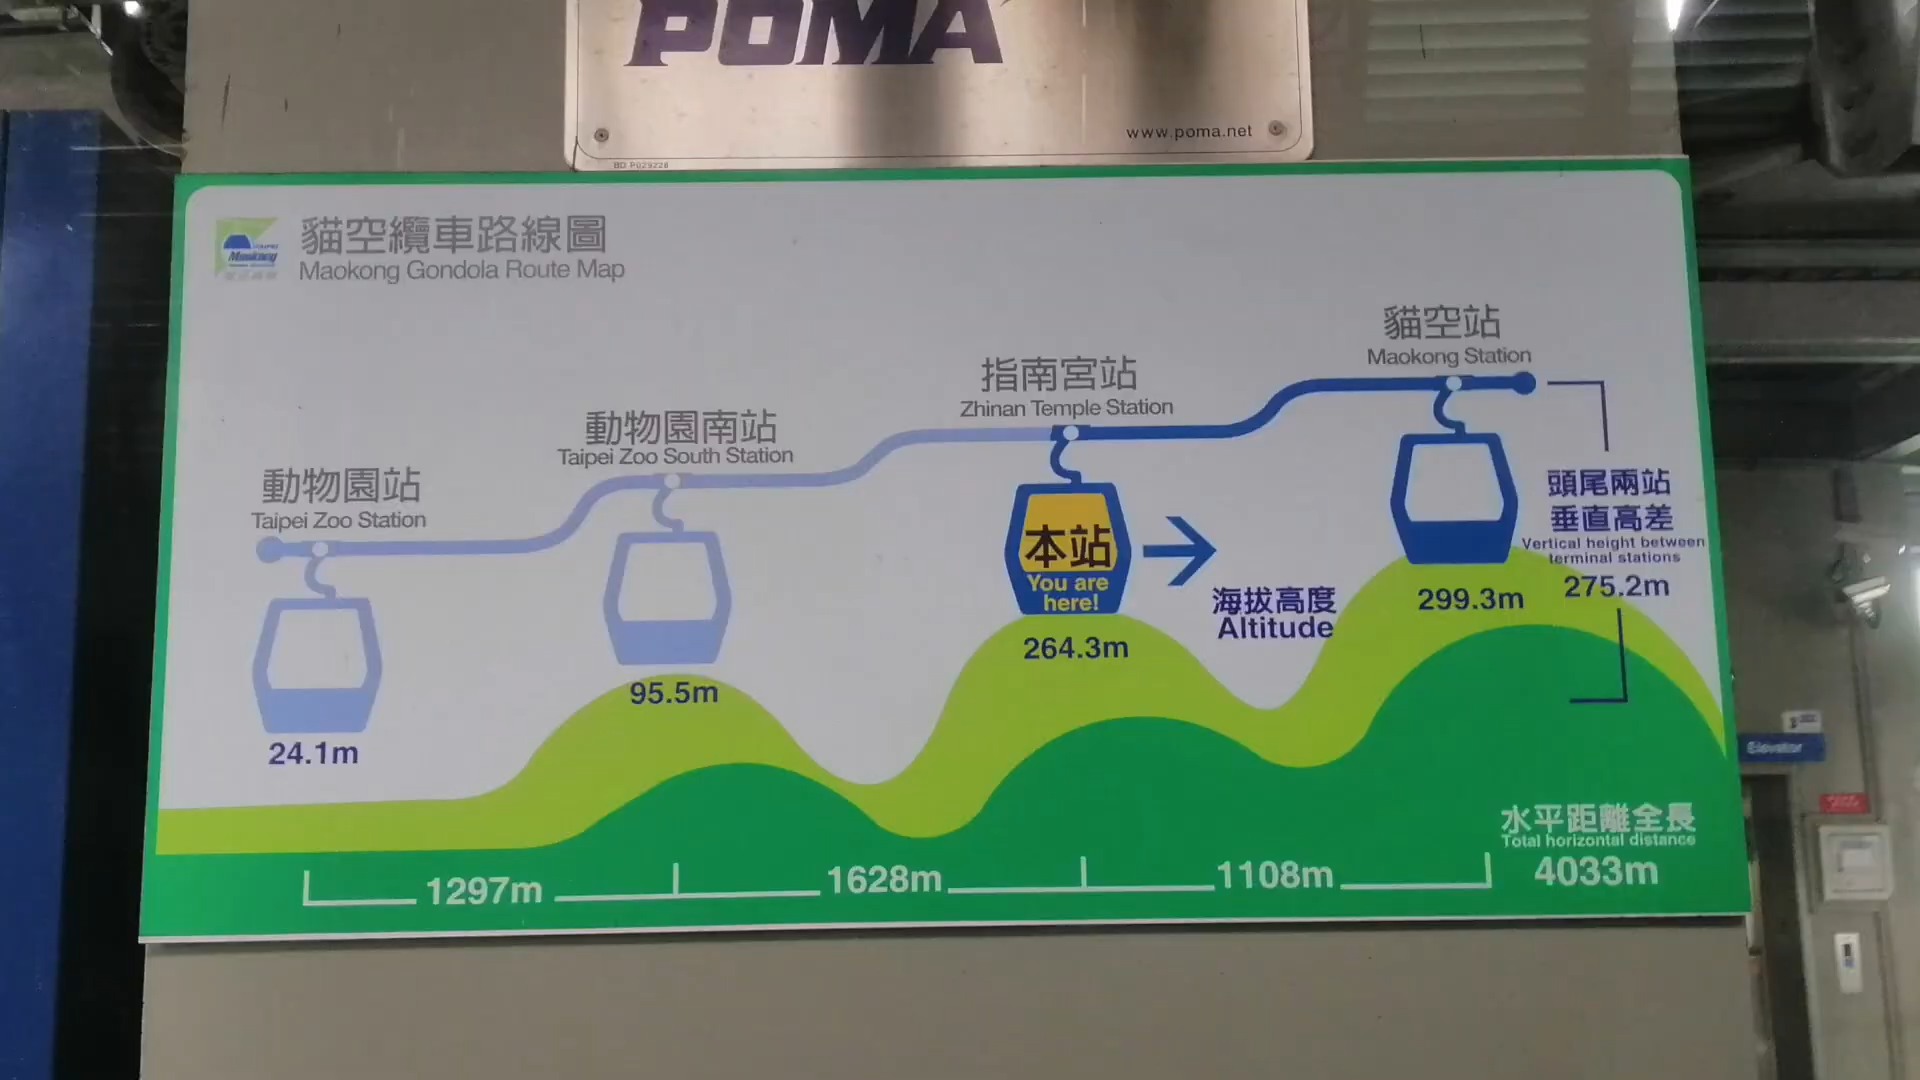 POMA
www.poma.net
BD P029226
貓空纜車路線圖
Maokong Gondola Route Map
Maokong
貓空站
Maokong Station
指南宮站
Zhinan Temple Station
動物園南站
Taipei Zoo South Station
動物園站
Taipei Zoo Station
本站
You are
here!
頭尾兩站
垂直高差
Vertical height between
terminal stations
275.2m
海拔高度
Altitude
299.3m
264.3m
95.5m
24.1m
Elevator
水平距離全長
Total horizontal distance
4033m
1297m
1628m
1108m